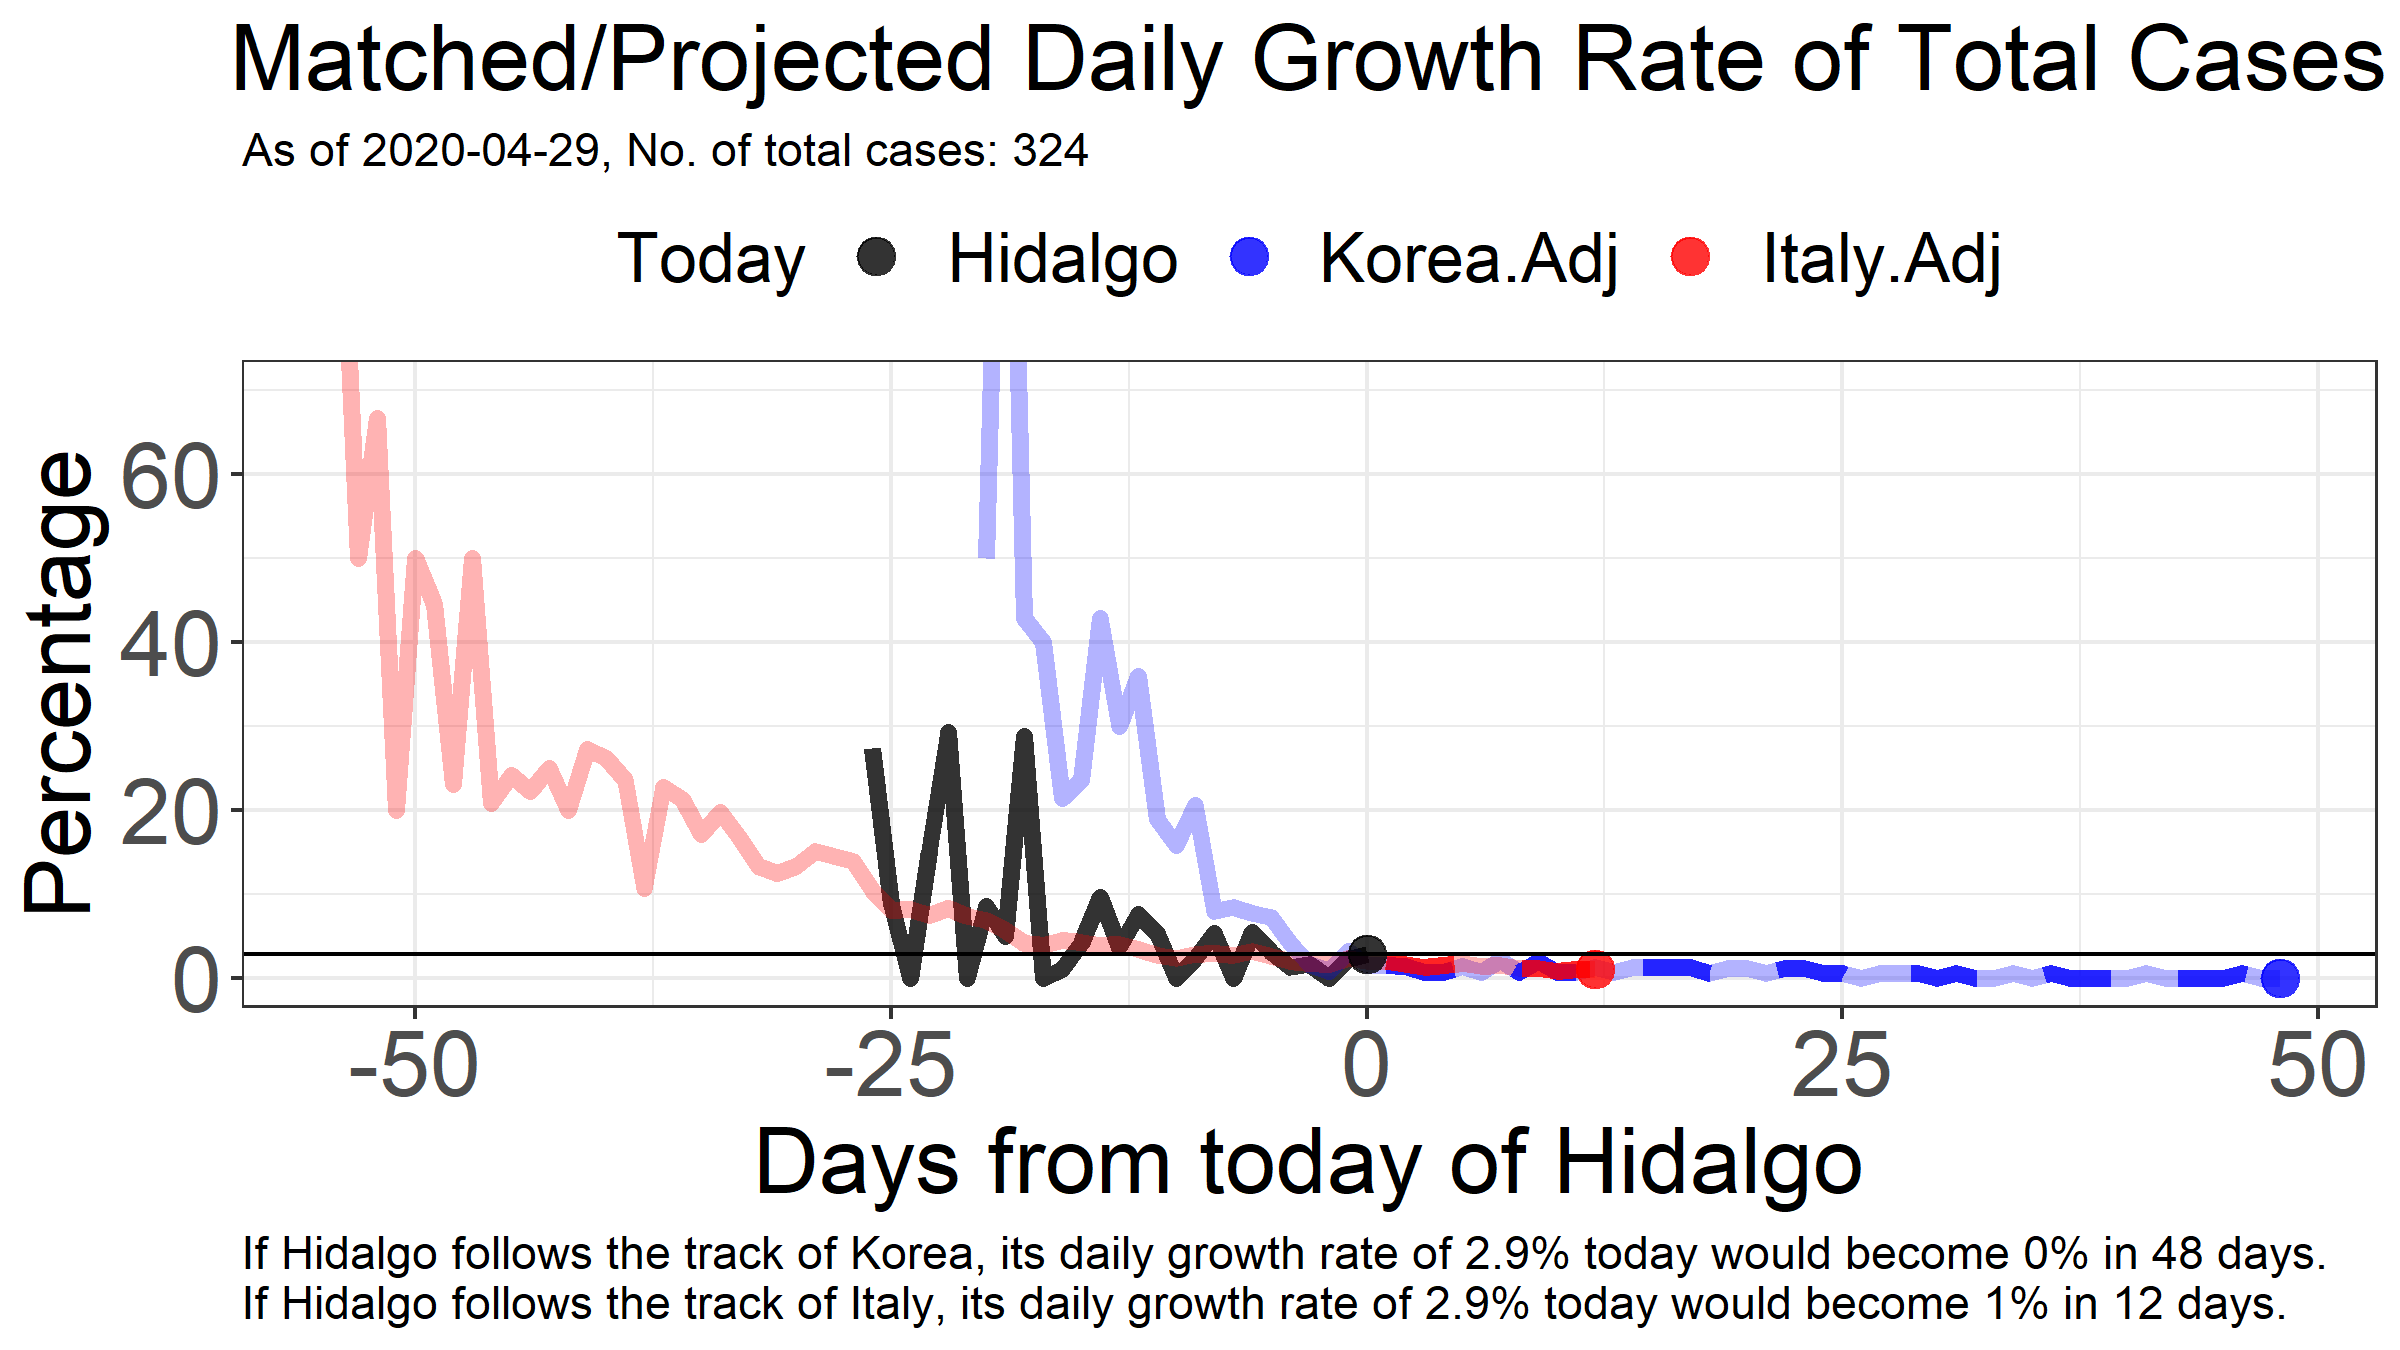 Matched/Projected Daily Growth Rate of Total Cases
As of 2020-04-29, No. of total cases: 324
Today Hidalgo Korea.Adj Italy.Adj
Percentage
60
40
20
0
-50 -25 0 25 50
Days from today of Hidalgo
If Hidalgo follows the track of Korea, its daily growth rate of 2.9% today would become 0% in 48 days.
If Hidalgo follows the track of Italy, its daily growth rate of 2.9% today would become 1% in 12 days.